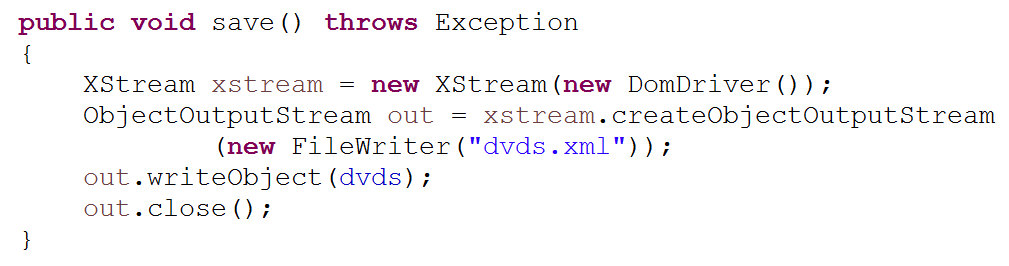 public void save() throws Exception
{
    XStream xstream = new XStream(new DomDriver());
    ObjectOutputStream out = xstream.createObjectOutputStream
            (new FileWriter("dvds.xml"));
    out.writeObject(dvds);
    out.close();
}